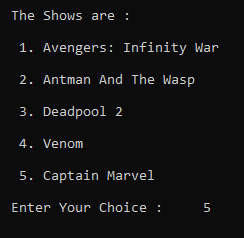 The Shows are :
1. Avengers: Infinity War
2. Antman And The Wasp
3. Deadpool 2
4. Venom
5. Captain Marvel
Enter Your Choice :     5